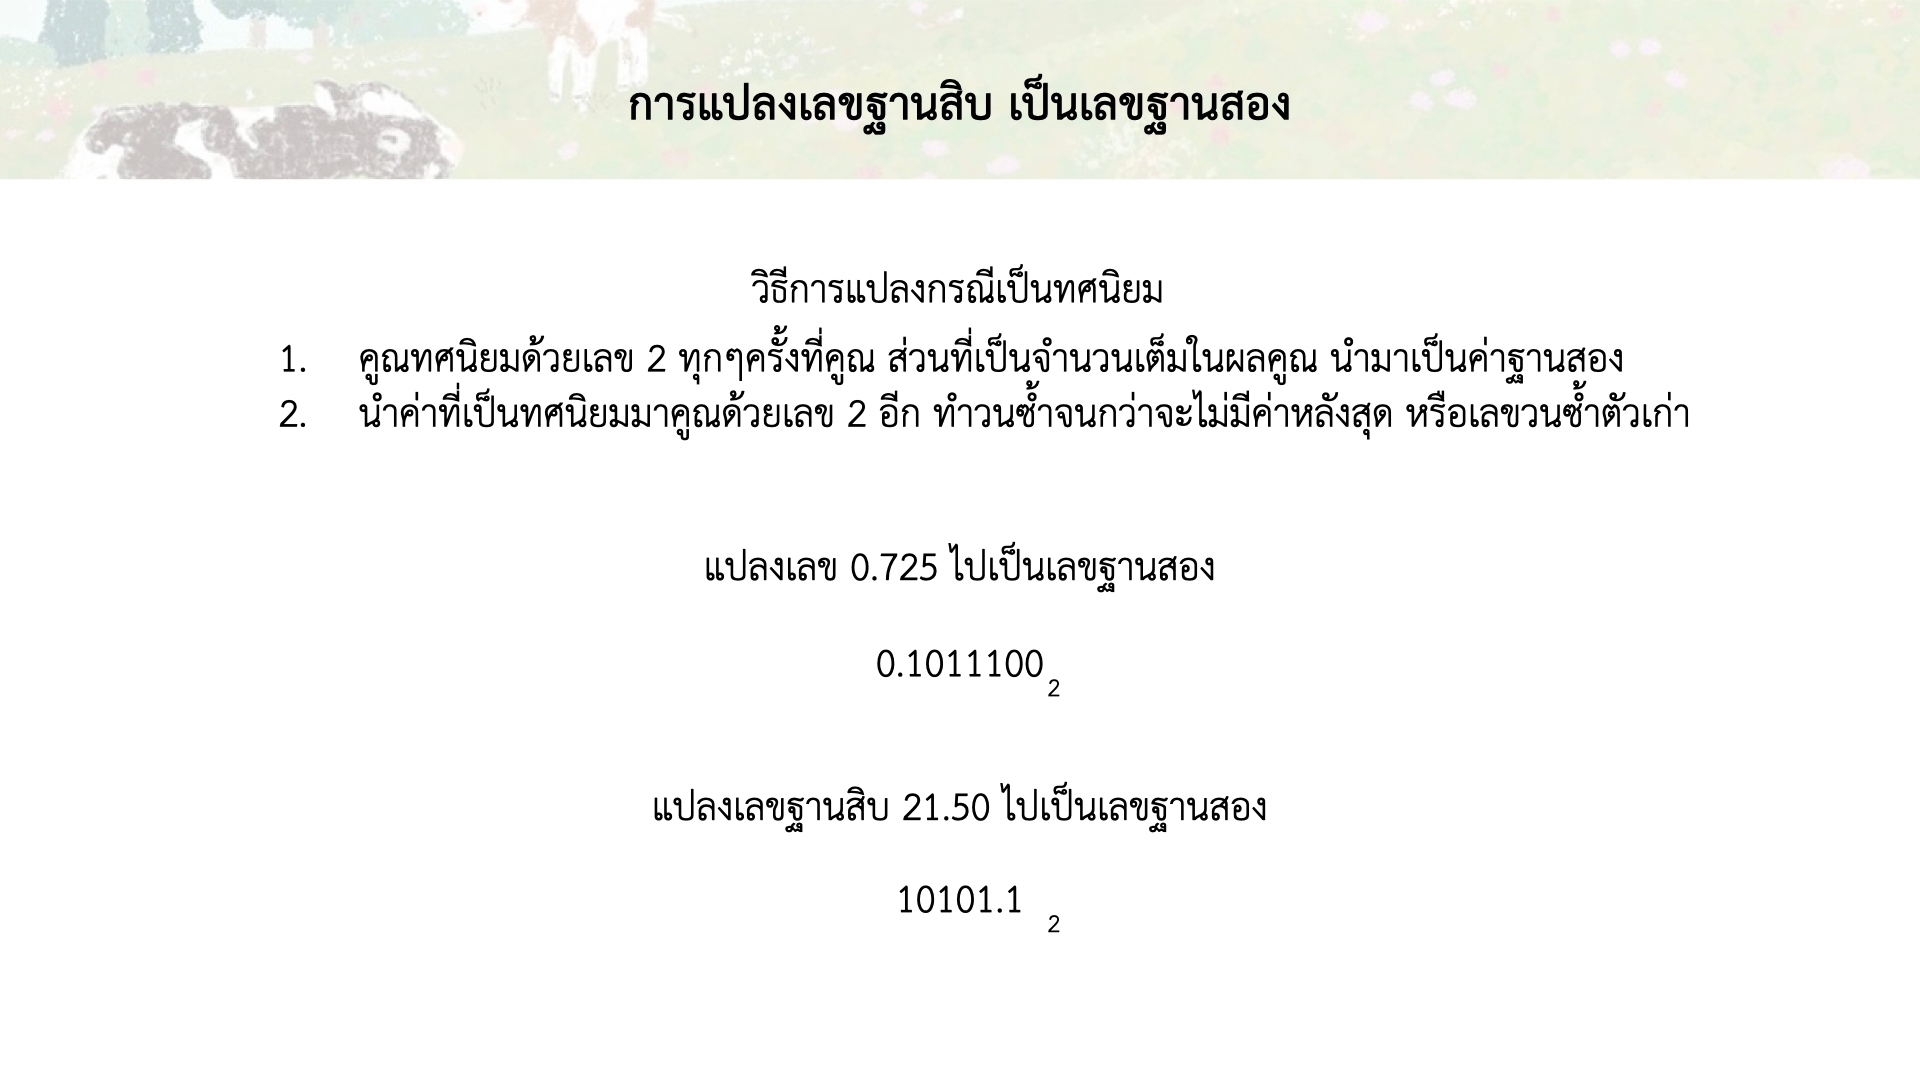 การแปลงเลขฐานสิบ เป็นเลขฐานสอง
วิธีการแปลงกรณีเป็นทศนิยม
1. คูณทศนิยมด้วยเลข 2 ทุกๆครั้งที่คูณ ส่วนที่เป็นจำนวนเต็มในผลคูณ นำมาเป็นค่าฐานสอง
2. นำค่าที่เป็นทศนิยมมาคูณด้วยเลข 2 อีก ทำวนซ้ำจนกว่าจะไม่มีค่าหลังสุด หรือเลขวนซ้ำตัวเก่า
แปลงเลข 0.725 ไปเป็นเลขฐานสอง
0.1011100 2
แปลงเลขฐานสิบ 21.50 ไปเป็นเลขฐานสอง
10101.1 2